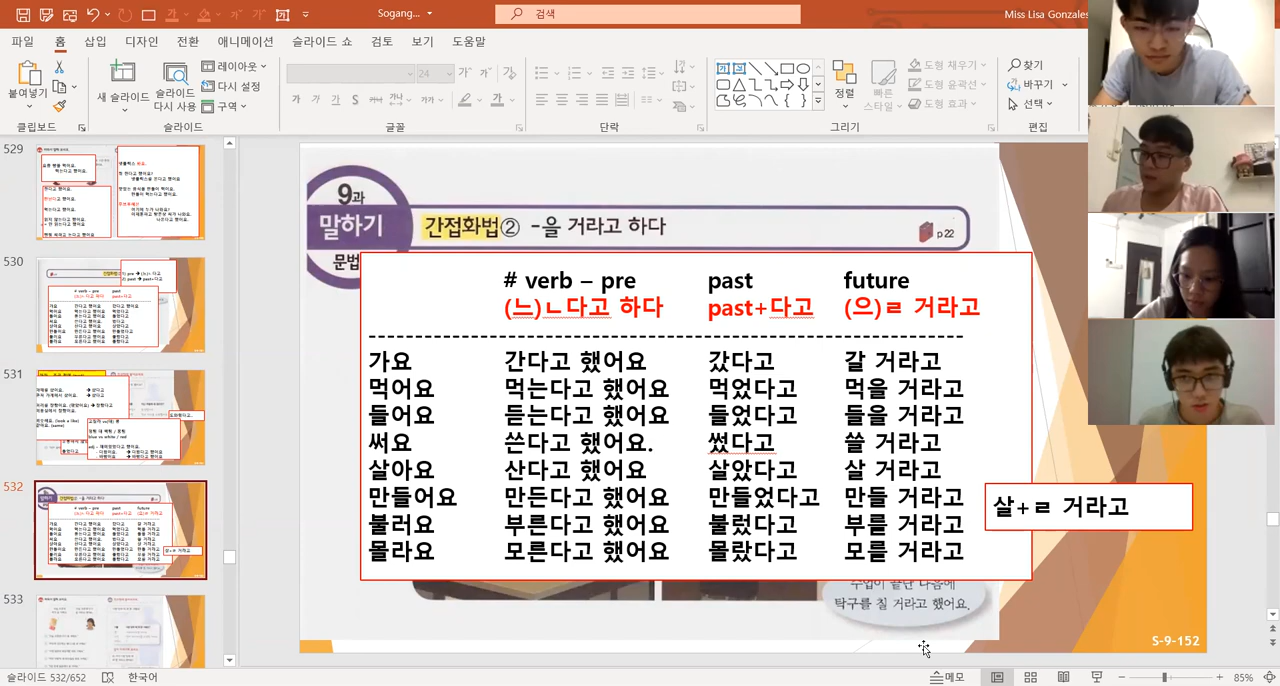 Sogang...
검색
Miss Lisa Gonzales
파일 홈 삽입 디자인 전환 애니메이션 슬라이드 쇼 검토 보기 도움말
붙여넣기
새 슬라이드
슬라이드 다시 사용
레이아웃
다시 설정
구역
24
정렬
빠른 스타일
도형 채우기
도형 윤곽선
도형 효과
찾기
바꾸기
선택
클립보드 슬라이드 글꼴 단락 그리기 편집
529
530
531
532
533
9과
말하기
문법
간접화법② -을 거라고 하다
p22
# verb – pre past future
(느)ㄴ다고 하다 past+다고 (으)ㄹ 거라고
가요 간다고 했어요 갔다고 갈 거라고
먹어요 먹는다고 했어요 먹었다고 먹을 거라고
들어요 듣는다고 했어요 들었다고 들을 거라고
써요 쓴다고 했어요. 썼다고 쓸 거라고
살아요 산다고 했어요 살았다고 살 거라고
만들어요 만든다고 했어요 만들었다고 만들 거라고
불러요 부른다고 했어요 불렀다고 부를 거라고
몰라요 모른다고 했어요 몰랐다고 모를 거라고
살+ㄹ 거라고
수업이 끝난 다음에
탁구를 칠 거라고 했어요.
S-9-152
슬라이드 532/652 한국어 메모 85%